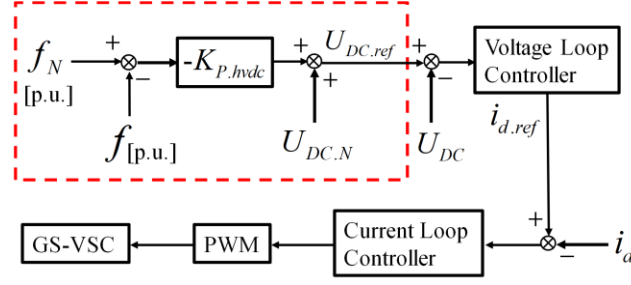 f_N [p.u.]
+
−
f [p.u.]
-K_P.hvdc
+
+
U_DC.N
U_DC.ref
+
−
U_DC
Voltage Loop
Controller
i_d.ref
GS-VSC
PWM
Current Loop
Controller
+
−
i_d